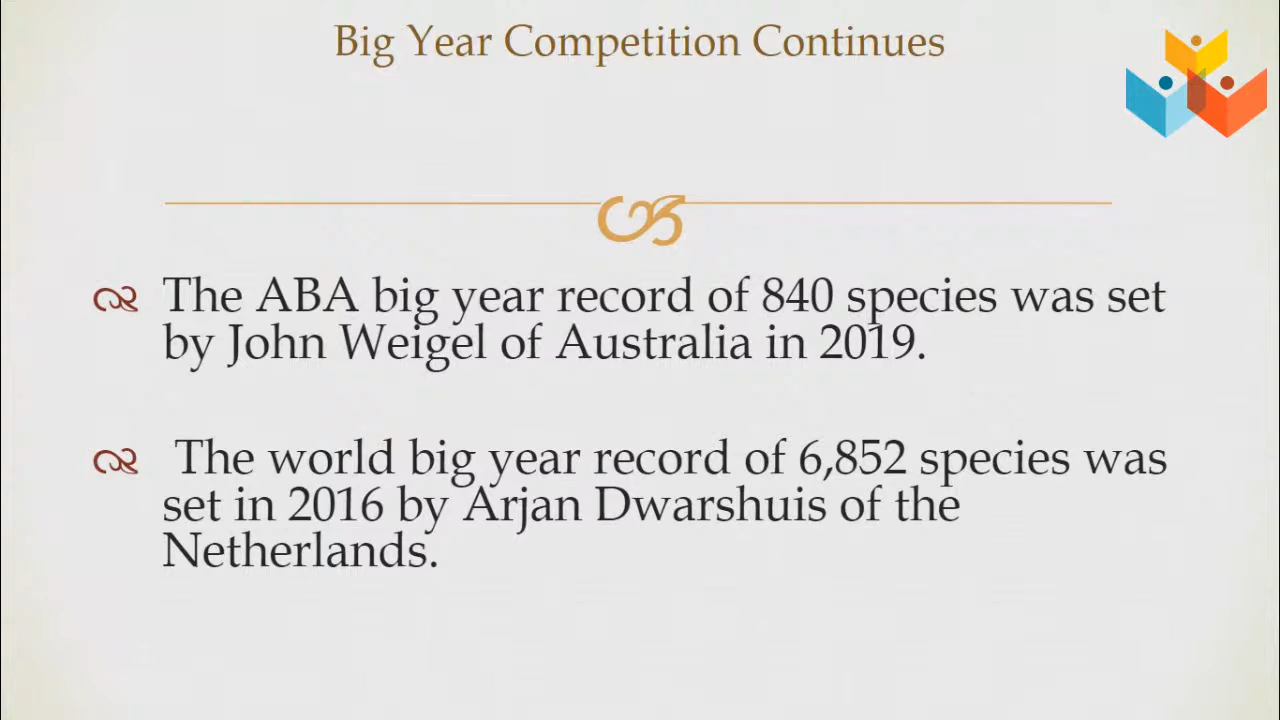 Big Year Competition Continues
The ABA big year record of 840 species was set
by John Weigel of Australia in 2019.
The world big year record of 6,852 species was
set in 2016 by Arjan Dwarshuis of the
Netherlands.